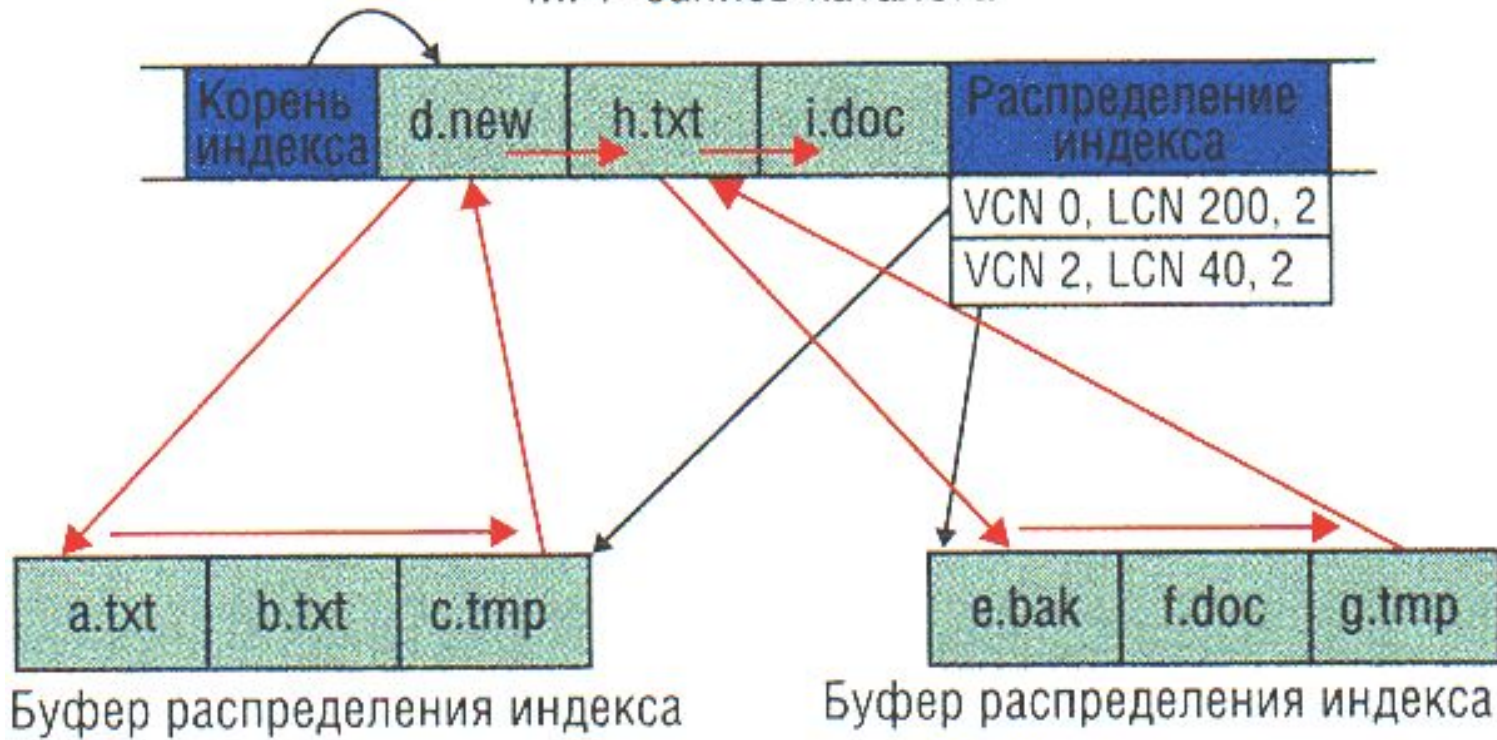 Корень
индекса
d.new
h.txt
i.doc
Распределение
индекса
VCN 0, LCN 200, 2
VCN 2, LCN 40, 2
a.txt
b.txt
c.tmp
e.bak
f.doc
g.tmp
Буфер распределения индекса
Буфер распределения индекса